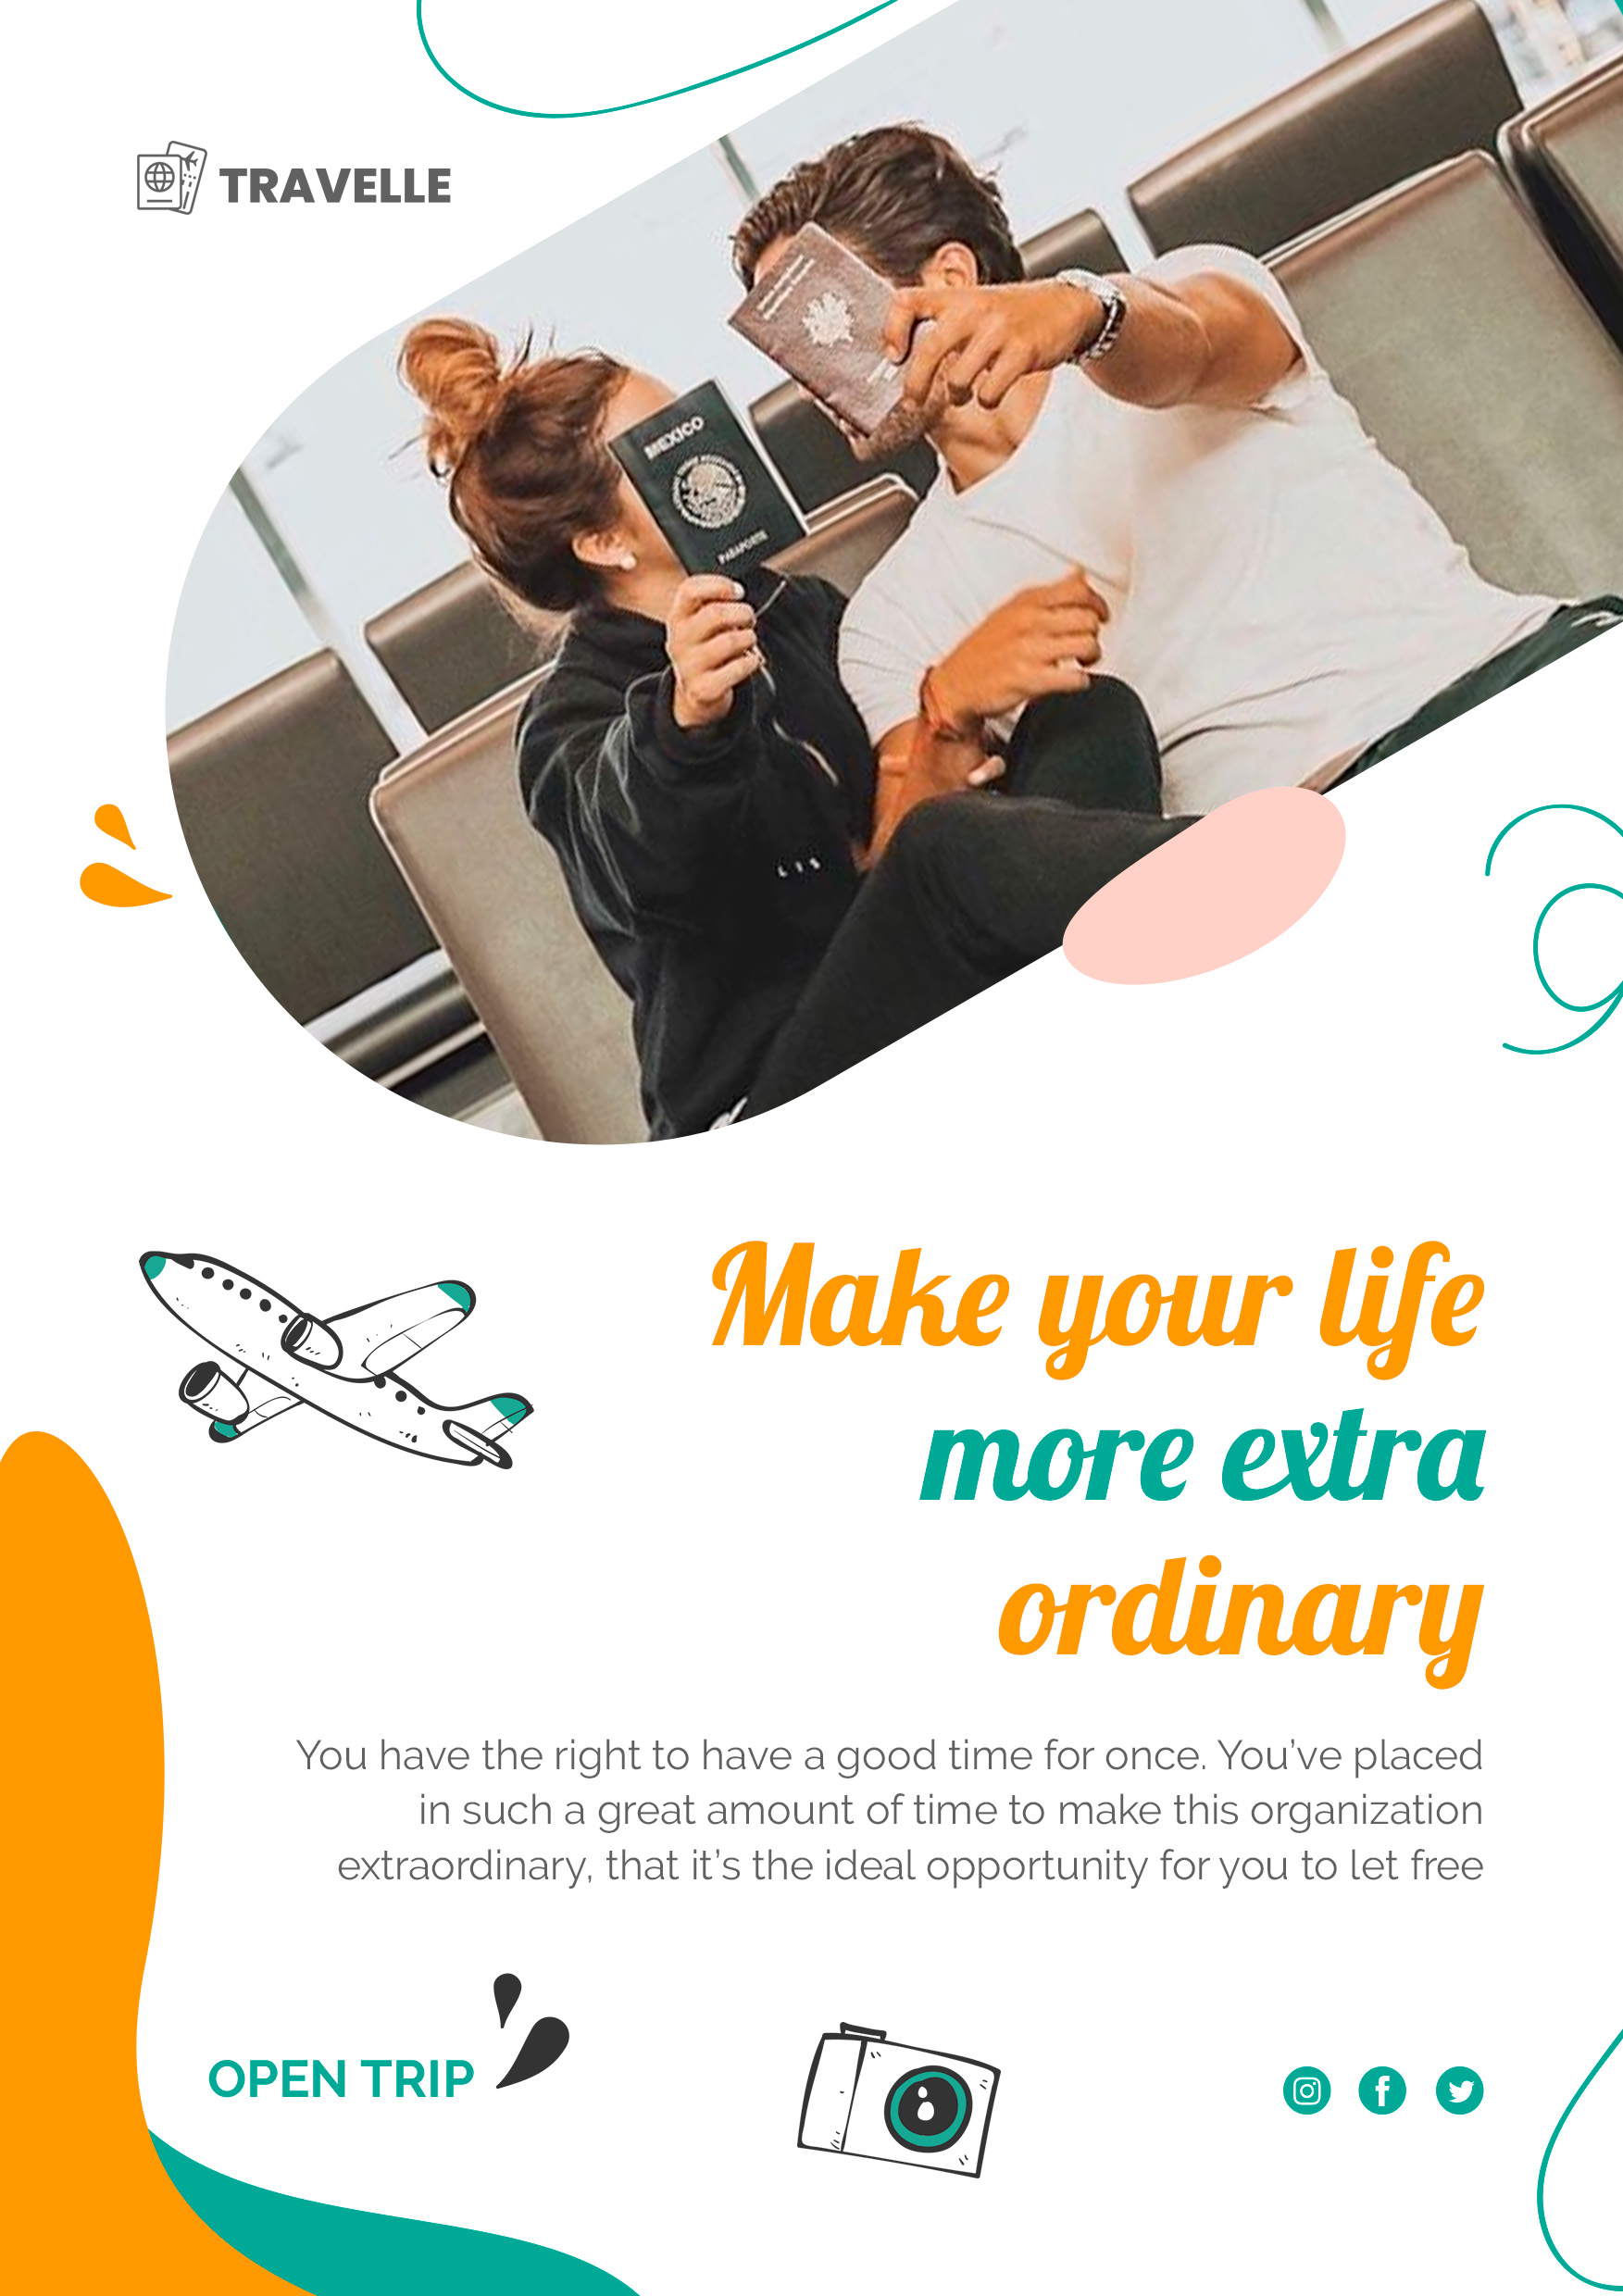 TRAVELLE
MEXICO
PASAPORTE
Make your life
more extra
ordinary
You have the right to have a good time for once. You’ve placed
in such a great amount of time to make this organization
extraordinary, that it’s the ideal opportunity for you to let free
OPEN TRIP